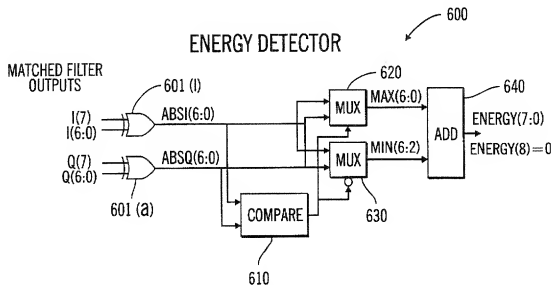 600
ENERGY DETECTOR
MATCHED FILTER
OUTPUTS
601 (I)
620
640
I(7)
I(6:0)
ABSI(6:0)
MUX
MAX(6:0)
ADD
ENERGY(7:0)
ENERGY(8)=0
Q(7)
Q(6:0)
ABSQ(6:0)
MUX
MIN(6:2)
601 (a)
COMPARE
630
610